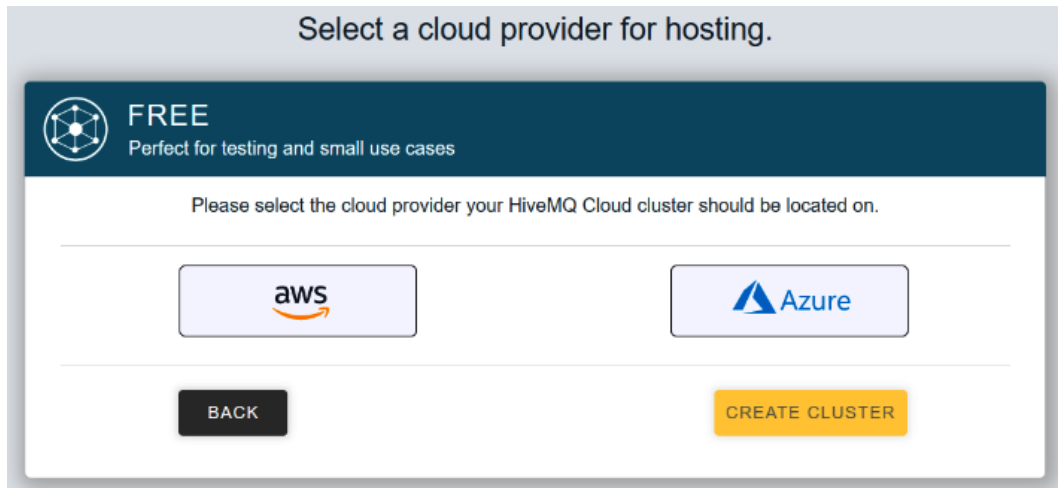 Select a cloud provider for hosting.
FREE
Perfect for testing and small use cases
Please select the cloud provider your HiveMQ Cloud cluster should be located on.
aws
Azure
BACK
CREATE CLUSTER